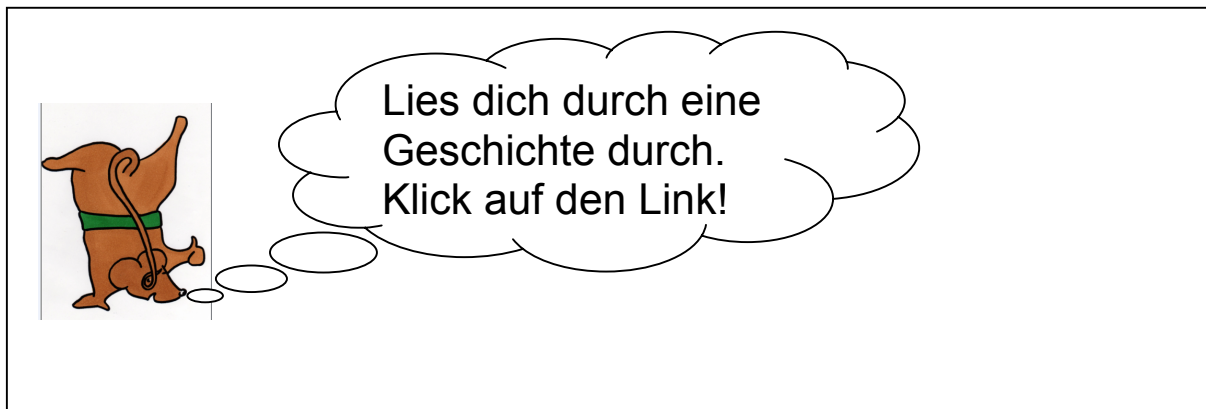 Lies dich durch eine
Geschichte durch.
Klick auf den Link!